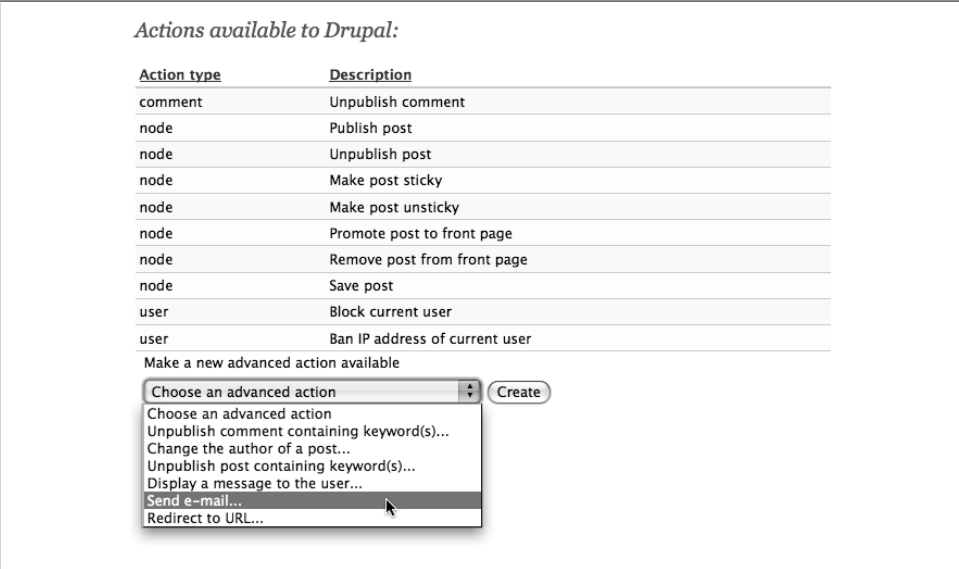 Actions available to Drupal:
Action type Description
comment Unpublish comment
node Publish post
node Unpublish post
node Make post sticky
node Make post unsticky
node Promote post to front page
node Remove post from front page
node Save post
user Block current user
user Ban IP address of current user
Make a new advanced action available
Choose an advanced action Create
Choose an advanced action
Unpublish comment containing keyword(s)...
Change the author of a post...
Unpublish post containing keyword(s)...
Display a message to the user...
Send e-mail...
Redirect to URL...